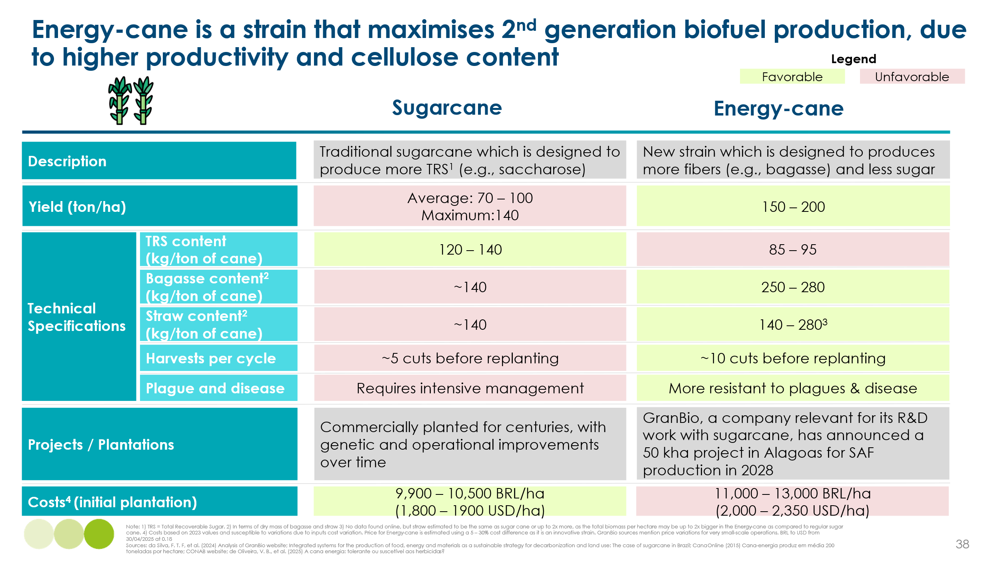 Energy-cane is a strain that maximises 2nd generation biofuel production, due
to higher productivity and cellulose content
Legend
Favorable
Unfavorable
Sugarcane
Energy-cane
Description
Traditional sugarcane which is designed to
produce more TRS1 (e.g., saccharose)
New strain which is designed to produces
more fibers (e.g., bagasse) and less sugar
Yield (ton/ha)
Average: 70 – 100
Maximum:140
150 – 200
Technical
Specifications
TRS content
(kg/ton of cane)
120 – 140
85 – 95
Bagasse content2
(kg/ton of cane)
~140
250 – 280
Straw content2
(kg/ton of cane)
~140
140 – 2803
Harvests per cycle
~5 cuts before replanting
~10 cuts before replanting
Plague and disease
Requires intensive management
More resistant to plagues & disease
Projects / Plantations
Commercially planted for centuries, with
genetic and operational improvements
over time
GranBio, a company relevant for its R&D
work with sugarcane, has announced a
50 kha project in Alagoas for SAF
production in 2028
Costs4 (initial plantation)
9,900 – 10,500 BRL/ha
(1,800 – 1900 USD/ha)
11,000 – 13,000 BRL/ha
(2,000 – 2,350 USD/ha)
Note: 1) TRS = Total Recoverable Sugar. 2) In terms of dry mass of bagasse and straw 3) No data found online, but straw estimated to be the same as sugar cane or up to 2x more, as the total biomass per hectare may be up to 2x bigger in the Energy-cane as compared to regular sugar
cane. 4) Costs based on 2023 values and susceptible to variations due to inputs cost variation. Price for Energy-cane is estimated using a 5 – 30% cost difference as it is an innovative strain. GranBio sources mention price variations for very small-scale operations. BRL to USD from
30/04/2025 at 0.18
Sources: da Silva, F. T. F, et al. (2024) Analysis of GranBio website; Integrated systems for the production of food, energy and materials as a sustainable strategy for decarbonization and land use: The case of sugarcane in Brazil; CanaOnline (2015) Cana-energia produz em média 200
toneladas por hectare; CONAB website; de Oliveira, V. B., et al. (2025) A cana energia: tolerante ou suscetível aos herbicidas?
38